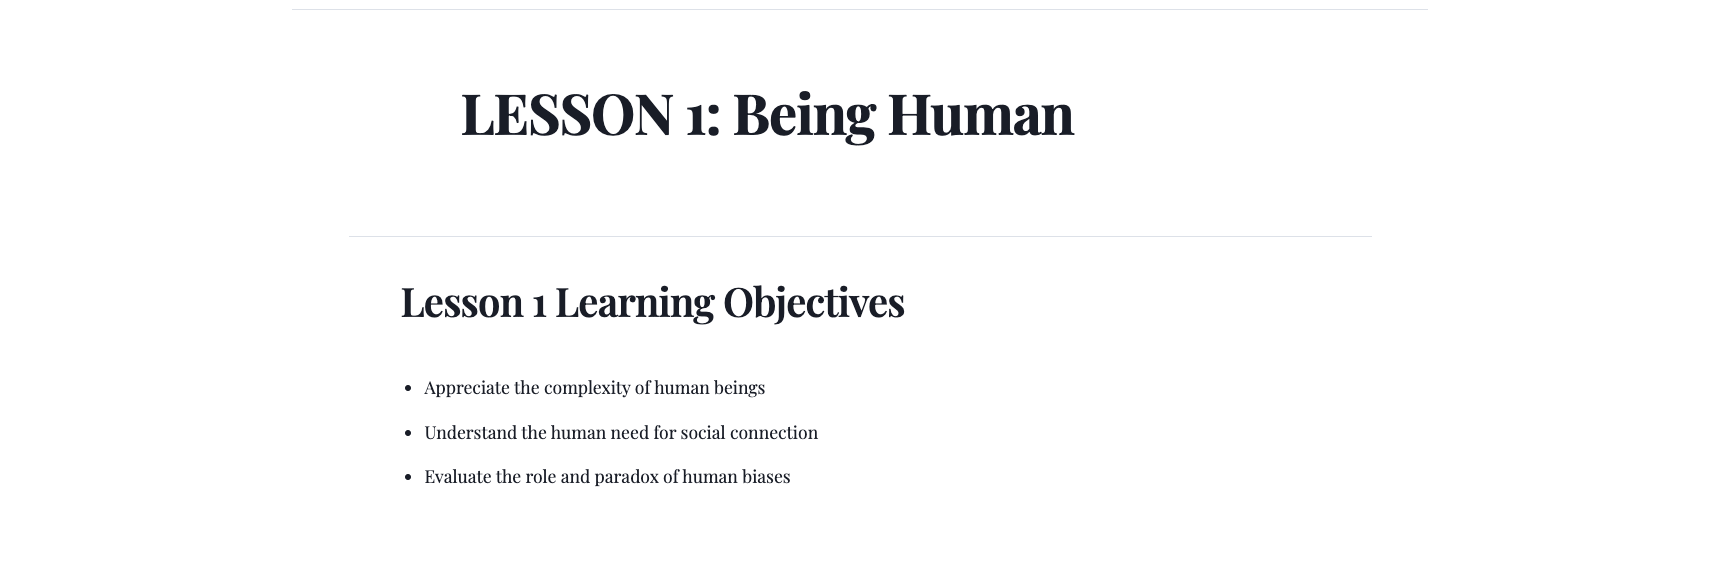 LESSON 1: Being Human
Lesson 1 Learning Objectives
• Appreciate the complexity of human beings
• Understand the human need for social connection
• Evaluate the role and paradox of human biases